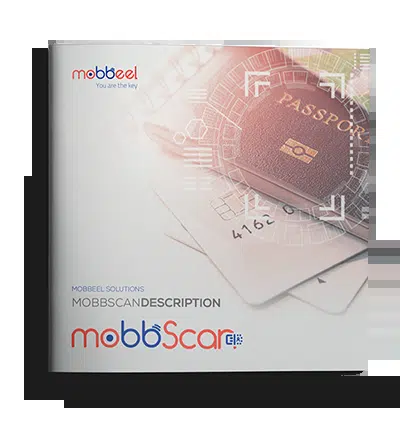 mobbeel
You are the key
PASSPOR
4162 0
MOBBEEL SOLUTIONS
MOBBSCANDESCRIPTION
mobbScan